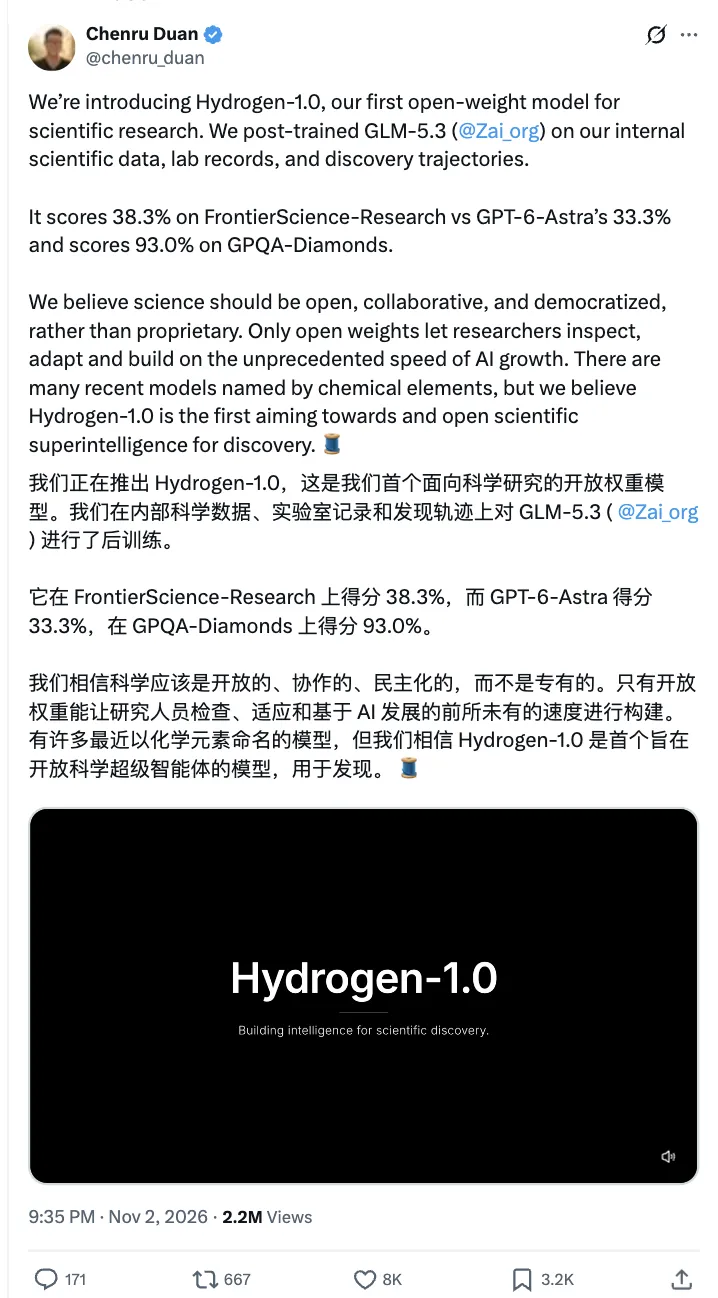 Chenru Duan
@chenru_duan
We’re introducing Hydrogen-1.0, our first open-weight model for
scientific research. We post-trained GLM-5.3 (@Zai_org) on our internal
scientific data, lab records, and discovery trajectories.
It scores 38.3% on FrontierScience-Research vs GPT-6-Astra’s 33.3%
and scores 93.0% on GPQA-Diamonds.
We believe science should be open, collaborative, and democratized,
rather than proprietary. Only open weights let researchers inspect,
adapt and build on the unprecedented speed of AI growth. There are
many recent models named by chemical elements, but we believe
Hydrogen-1.0 is the first aiming towards and open scientific
superintelligence for discovery. 🧵
我们正在推出 Hydrogen-1.0，这是我们首个面向科学研究的开放权重模
型。我们在内部科学数据、实验室记录和发现轨迹上对 GLM-5.3 ( @Zai_org
) 进行了后训练。
它在 FrontierScience-Research 上得分 38.3%，而 GPT-6-Astra 得分
33.3%，在 GPQA-Diamonds 上得分 93.0%。
我们相信科学应该是开放的、协作的、民主化的，而不是专有的。只有开放
权重能让研究人员检查、适应和基于 AI 发展的前所未有的速度进行构建。
有许多最近以化学元素命名的模型，但我们相信 Hydrogen-1.0 是首个旨在
开放科学超级智能体的模型，用于发现。 🧵
Hydrogen-1.0
Building intelligence for scientific discovery.
9:35 PM · Nov 2, 2026 · 2.2M Views
171 667 8K 3.2K